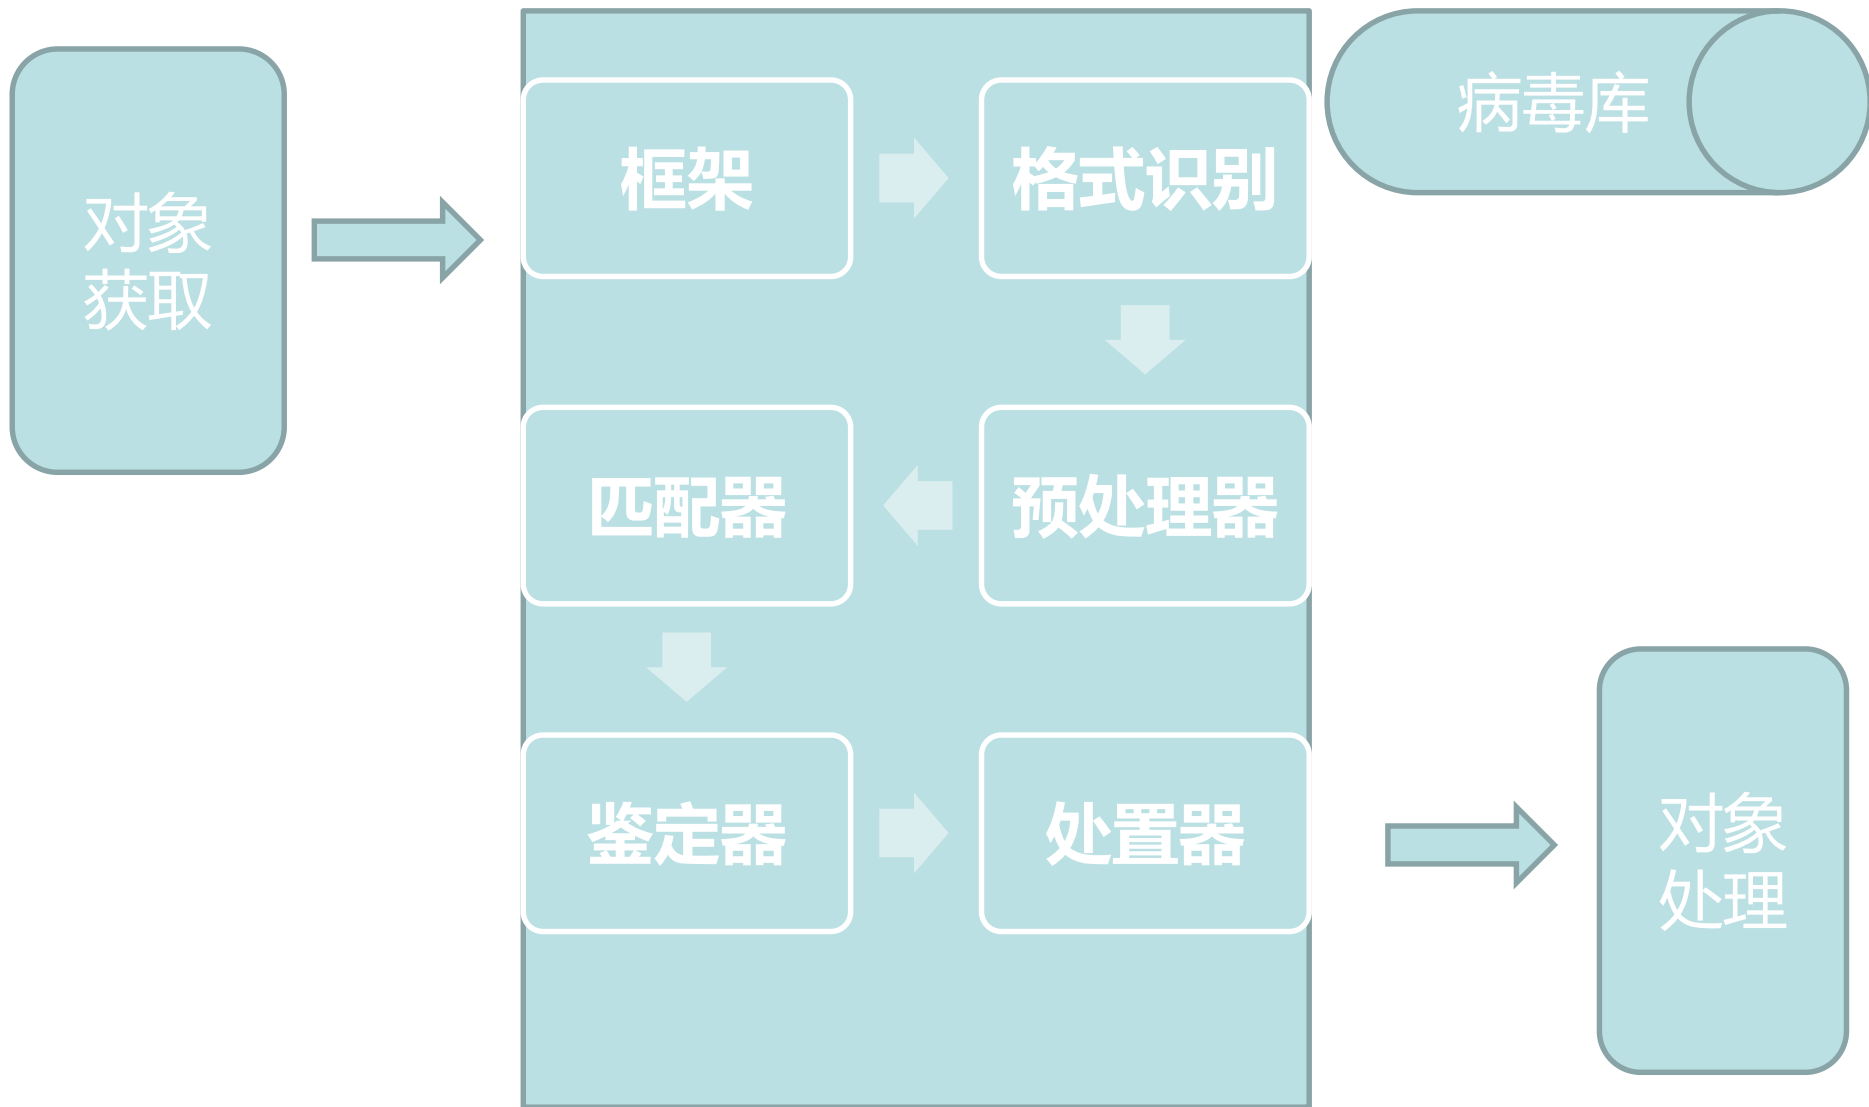 对象
获取
框架
格式识别
病毒库
匹配器
预处理器
鉴定器
处置器
对象
处理